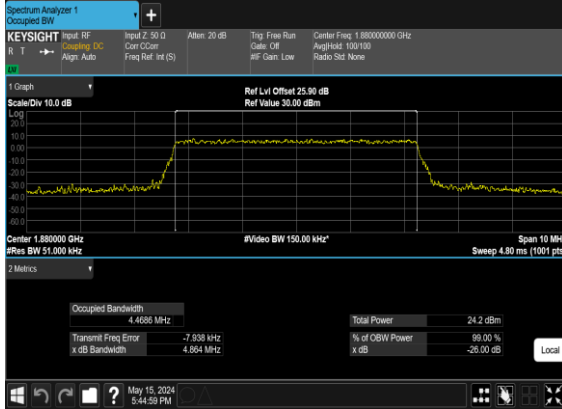 Spectrum Analyzer 1
Occupied BW
+
KEYSIGHT Input: RF Input Z: 50 Ω Atten: 20 dB Trig: Free Run Center Freq: 1.880000000 GHz
R T Coupling: DC Corr CCorr Gate: Off Avg|Hold: 100/100
Align: Auto Freq Ref: Int (S) #IF Gain: Low Radio Std: None
1 Graph
Ref Lvl Offset 25.90 dB
Scale/Div 10.0 dB Ref Value 30.00 dBm
Log
20.0
10.0
0.00
-10.0
-20.0
-30.0
-40.0
-50.0
-60.0
Center 1.880000 GHz #Video BW 150.00 kHz* Span 10 MH
#Res BW 51.000 kHz Sweep 4.80 ms (1001 pts
2 Metrics
Occupied Bandwidth
4.4686 MHz Total Power 24.2 dBm
Transmit Freq Error -7.938 kHz % of OBW Power 99.00 %
x dB Bandwidth 4.864 MHz x dB -26.00 dB
Local
? May 15, 2024
5:44:59 PM